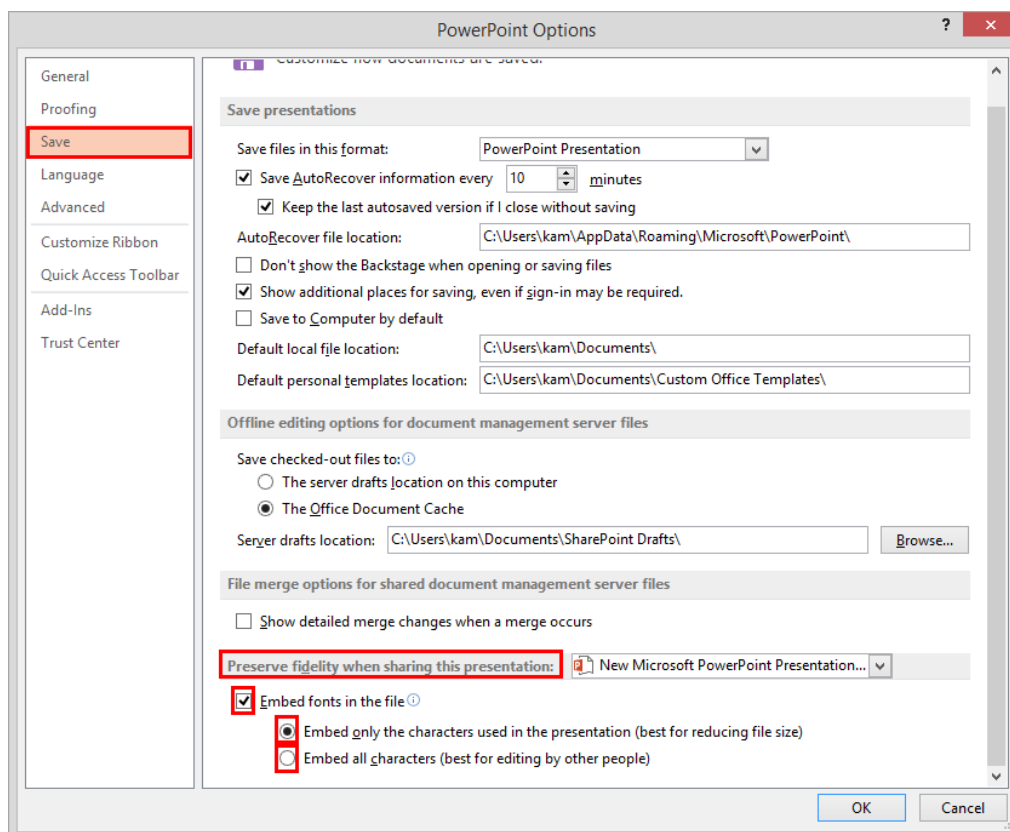 PowerPoint Options
?
General
Proofing
Save
Language
Advanced
Customize Ribbon
Quick Access Toolbar
Add-Ins
Trust Center
Customize how documents are saved.
Save presentations
Save files in this format: PowerPoint Presentation
Save AutoRecover information every 10 minutes
Keep the last autosaved version if I close without saving
AutoRecover file location: C:\Users\kam\AppData\Roaming\Microsoft\PowerPoint\
Don't show the Backstage when opening or saving files
Show additional places for saving, even if sign-in may be required.
Save to Computer by default
Default local file location: C:\Users\kam\Documents\
Default personal templates location: C:\Users\kam\Documents\Custom Office Templates\
Offline editing options for document management server files
Save checked-out files to:
The server drafts location on this computer
The Office Document Cache
Server drafts location: C:\Users\kam\Documents\SharePoint Drafts\ Browse...
File merge options for shared document management server files
Show detailed merge changes when a merge occurs
Preserve fidelity when sharing this presentation: New Microsoft PowerPoint Presentation...
Embed fonts in the file
Embed only the characters used in the presentation (best for reducing file size)
Embed all characters (best for editing by other people)
OK Cancel